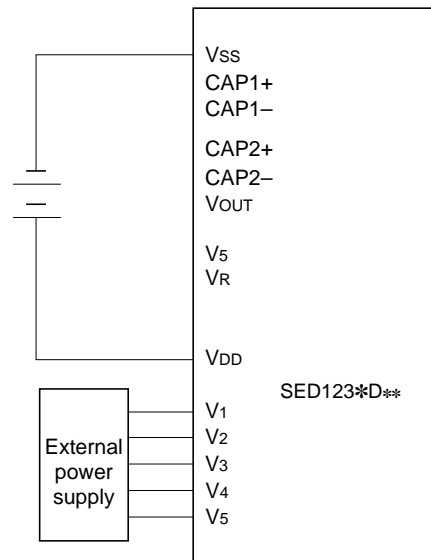 VSS
CAP1+
CAP1–
CAP2+
CAP2–
VOUT
V5
VR
VDD
SED123*D**
V1
V2
V3
V4
V5
External
power
supply